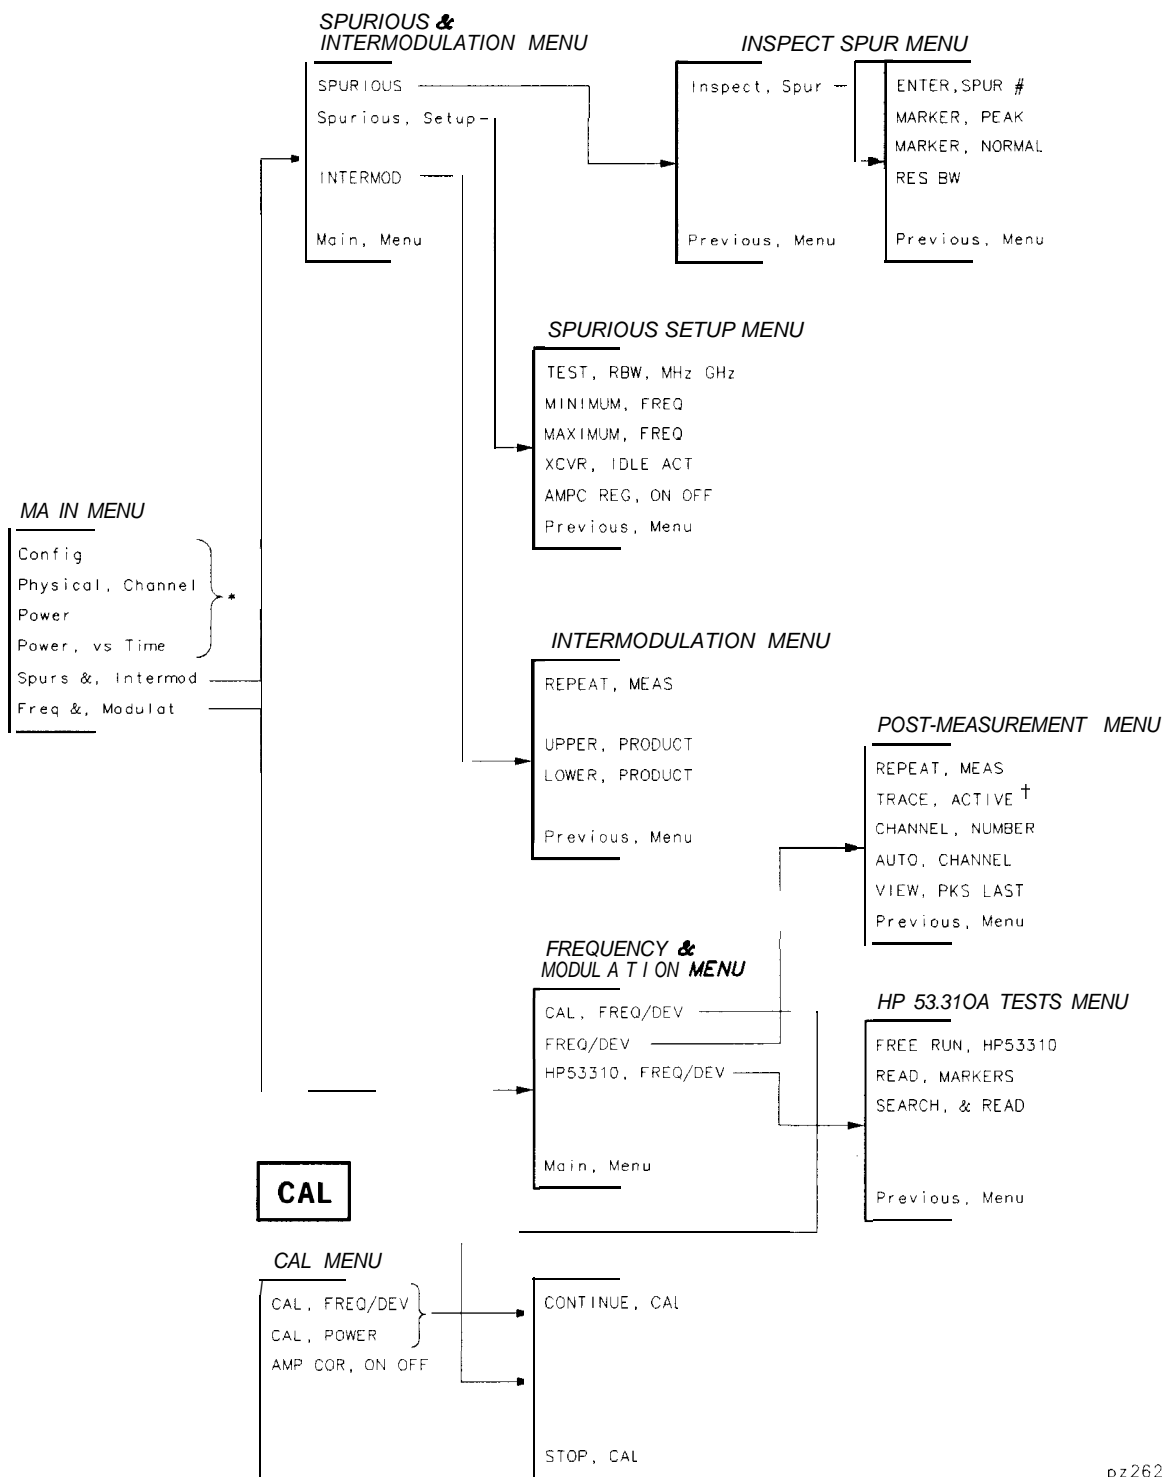 SPURIOUS &
INTERMODULATION MENU
SPURIOUS
Spurious, Setup
INTERMOD
Main, Menu
INSPECT SPUR MENU
Inspect, Spur
Previous, Menu
ENTER,SPUR #
MARKER, PEAK
MARKER, NORMAL
RES BW
Previous, Menu
SPURIOUS SETUP MENU
TEST, RBW, MHz GHz
MINIMUM, FREQ
MAXIMUM, FREQ
XCVR, IDLE ACT
AMPC REG, ON OFF
Previous, Menu
MA IN MENU
Config
Physical, Channel
Power
Power, vs Time
*
Spurs &, Intermod
Freq &, Modulat
INTERMODULATION MENU
REPEAT, MEAS
UPPER, PRODUCT
LOWER, PRODUCT
Previous, Menu
POST-MEASUREMENT MENU
REPEAT, MEAS
TRACE, ACTIVE †
CHANNEL, NUMBER
AUTO, CHANNEL
VIEW, PKS LAST
Previous, Menu
FREQUENCY &
MODUL A T I ON MENU
CAL, FREQ/DEV
FREQ/DEV
HP53310, FREQ/DEV
Main, Menu
HP 53.310A TESTS MENU
FREE RUN, HP53310
READ, MARKERS
SEARCH, & READ
Previous, Menu
CAL
CAL MENU
CAL, FREQ/DEV
CAL, POWER
AMP COR, ON OFF
CONTINUE, CAL
STOP, CAL
pz262